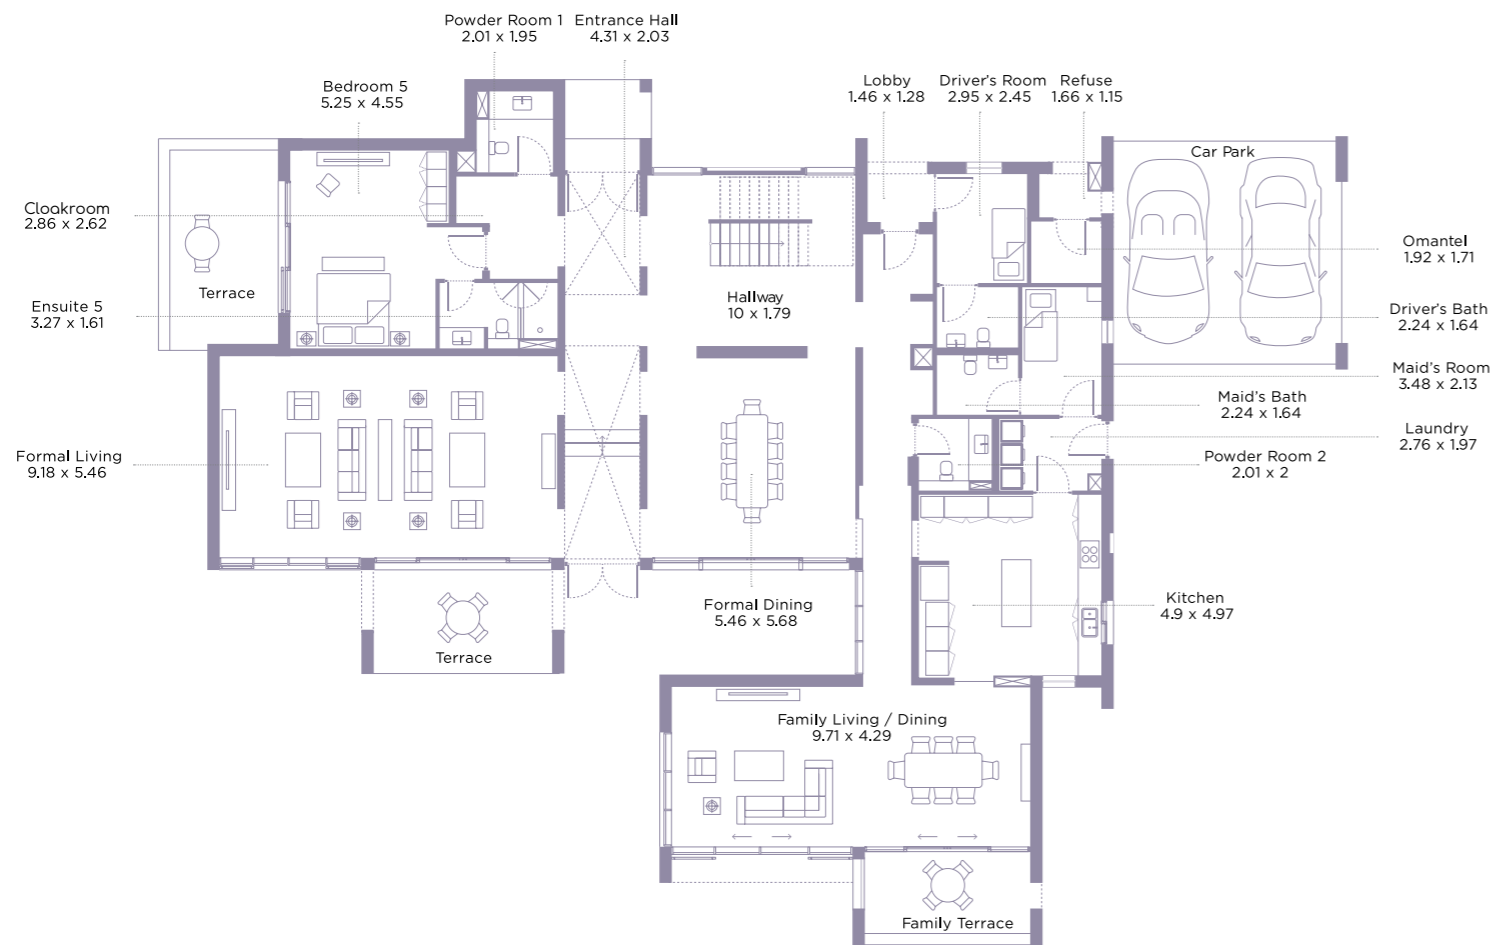 Powder Room 1
2.01 x 1.95
Entrance Hall
4.31 x 2.03
Bedroom 5
5.25 x 4.55
Lobby
1.46 x 1.28
Driver's Room
2.95 x 2.45
Refuse
1.66 x 1.15
Car Park
Cloakroom
2.86 x 2.62
Omantel
1.92 x 1.71
Terrace
Ensuite 5
3.27 x 1.61
Hallway
10 x 1.79
Driver's Bath
2.24 x 1.64
Maid's Room
3.48 x 2.13
Maid's Bath
2.24 x 1.64
Formal Living
9.18 x 5.46
Laundry
2.76 x 1.97
Powder Room 2
2.01 x 2
Formal Dining
5.46 x 5.68
Kitchen
4.9 x 4.97
Terrace
Family Living / Dining
9.71 x 4.29
Family Terrace